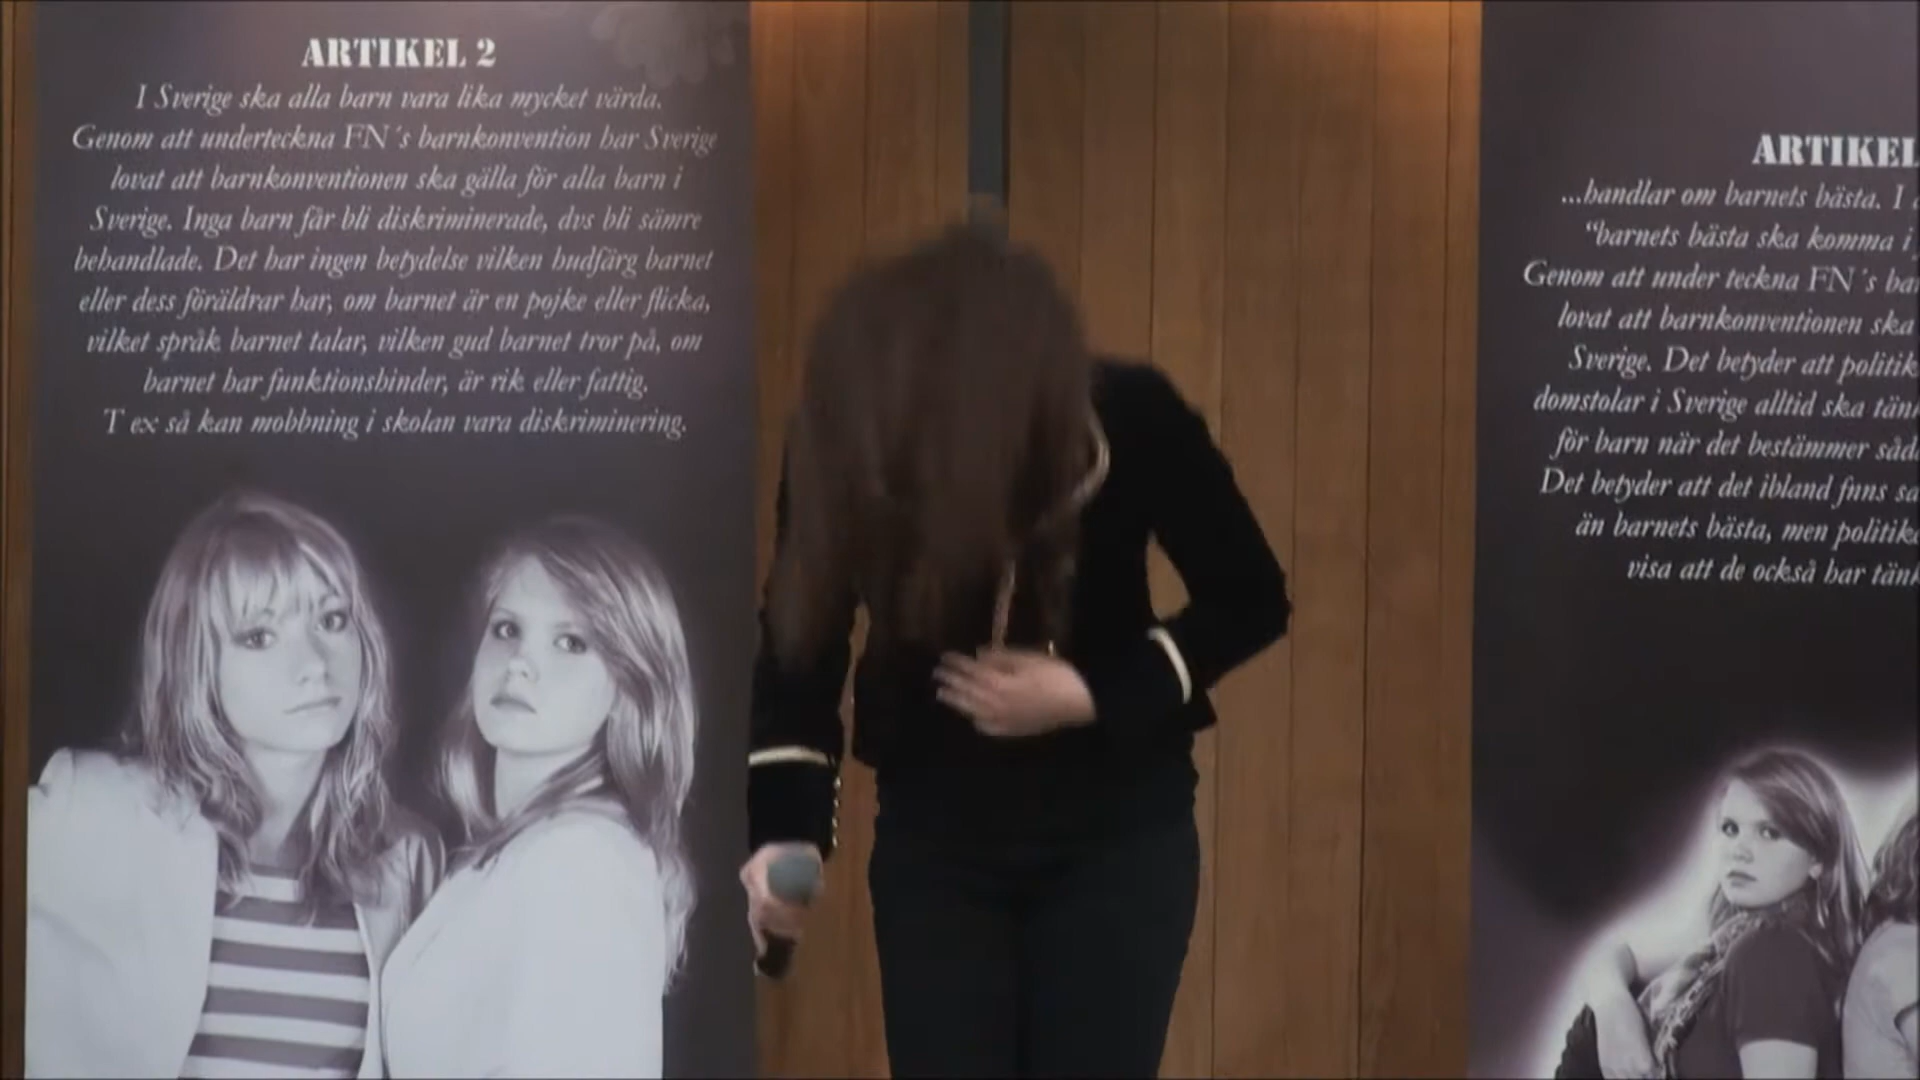 ARTIKEL 2
I Sverige ska alla barn vara lika mycket värda.
Genom att underteckna FN´s barnkonvention har Sverige
lovat att barnkonventionen ska gälla för alla barn i
Sverige. Inga barn får bli diskriminerade, dvs bli sämre
behandlade. Det har ingen betydelse vilken hudfärg barnet
eller dess föräldrar har, om barnet är en pojke eller flicka,
vilket språk barnet talar, vilken gud barnet tror på, om
barnet har funktionshinder, är rik eller fattig.
T ex så kan mobbning i skolan vara diskriminering.
ARTIKEL
...handlar om barnets bästa. I
“barnets bästa ska komma i
Genom att under teckna FN´s
lovat att barnkonventionen ska
Sverige. Det betyder att
domstolar i Sverige alltid ska
för barn när det bestämmer
Det betyder att det ibland fnns
än barnets bästa, men
visa att de också har